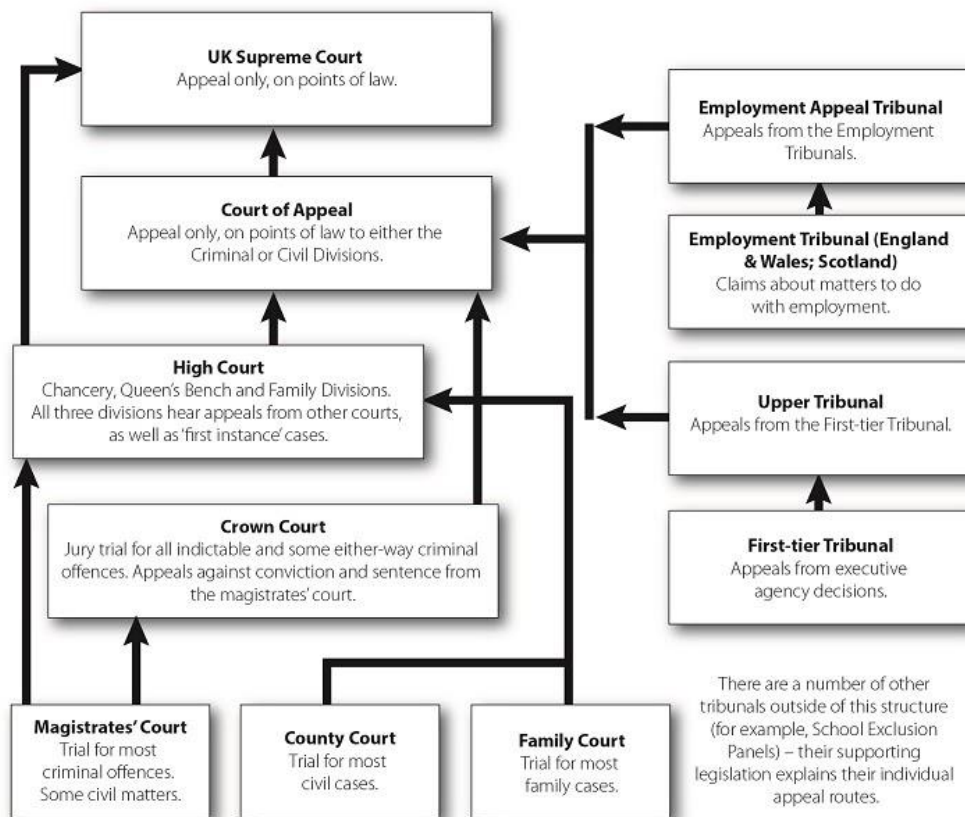 UK Supreme Court
Appeal only, on points of law.
Court of Appeal
Appeal only, on points of law to either the
Criminal or Civil Divisions.
High Court
Chancery, Queen's Bench and Family Divisions.
All three divisions hear appeals from other courts,
as well as 'first instance' cases.
Crown Court
Jury trial for all indictable and some either-way criminal
offences. Appeals against conviction and sentence from
the magistrates' court.
Magistrates' Court
Trial for most
criminal offences.
Some civil matters.
County Court
Trial for most
civil cases.
Family Court
Trial for most
family cases.
Employment Appeal Tribunal
Appeals from the Employment
Tribunals.
Employment Tribunal (England
& Wales; Scotland)
Claims about matters to do
with employment.
Upper Tribunal
Appeals from the First-tier Tribunal.
First-tier Tribunal
Appeals from executive
agency decisions.
There are a number of other
tribunals outside of this structure
(for example, School Exclusion
Panels) – their supporting
legislation explains their individual
appeal routes.